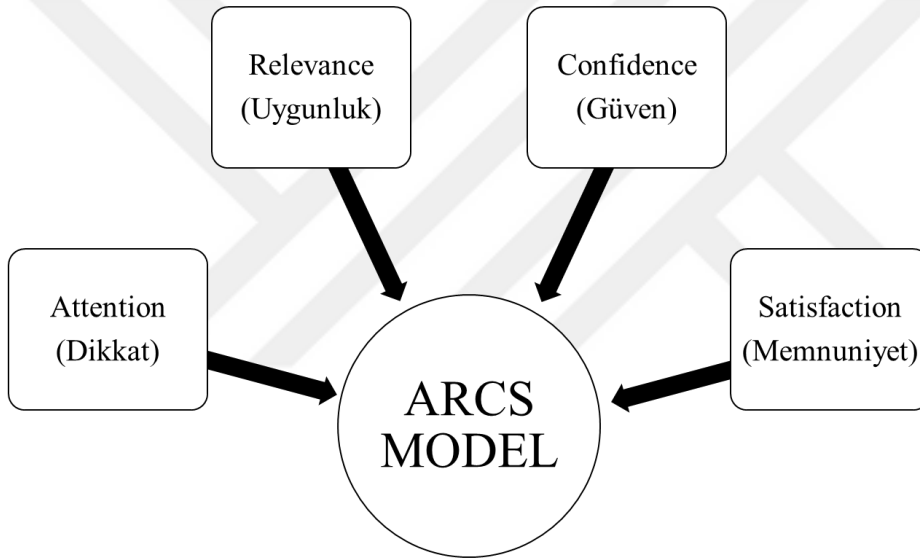 Relevance
(Uygunluk)
Confidence
(Güven)
Attention
(Dikkat)
Satisfaction
(Memnuniyet)
ARCS
MODEL